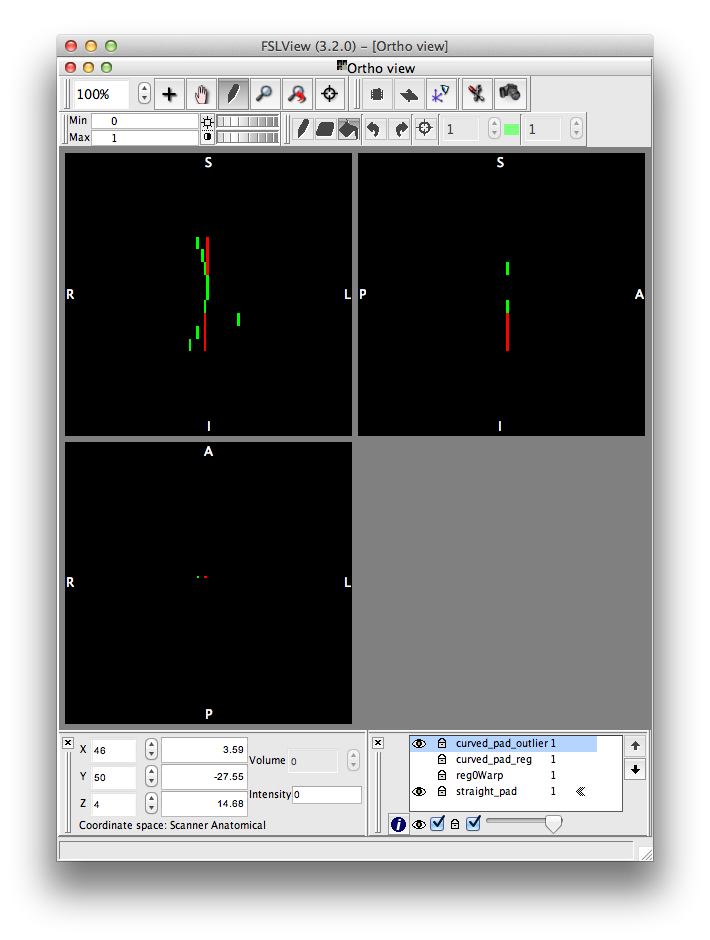 FSLView (3.2.0) – [Ortho view]
Ortho view
100%
Min 0
Max 1
1 1
S S
R L P A
I I
A
R L
P
X 46 3.59
Y 50 -27.55
Z 4 14.68
Volume 0
Intensity 0
Coordinate space: Scanner Anatomical
curved_pad_outlier 1
curved_pad_reg 1
reg0Warp 1
straight_pad 1